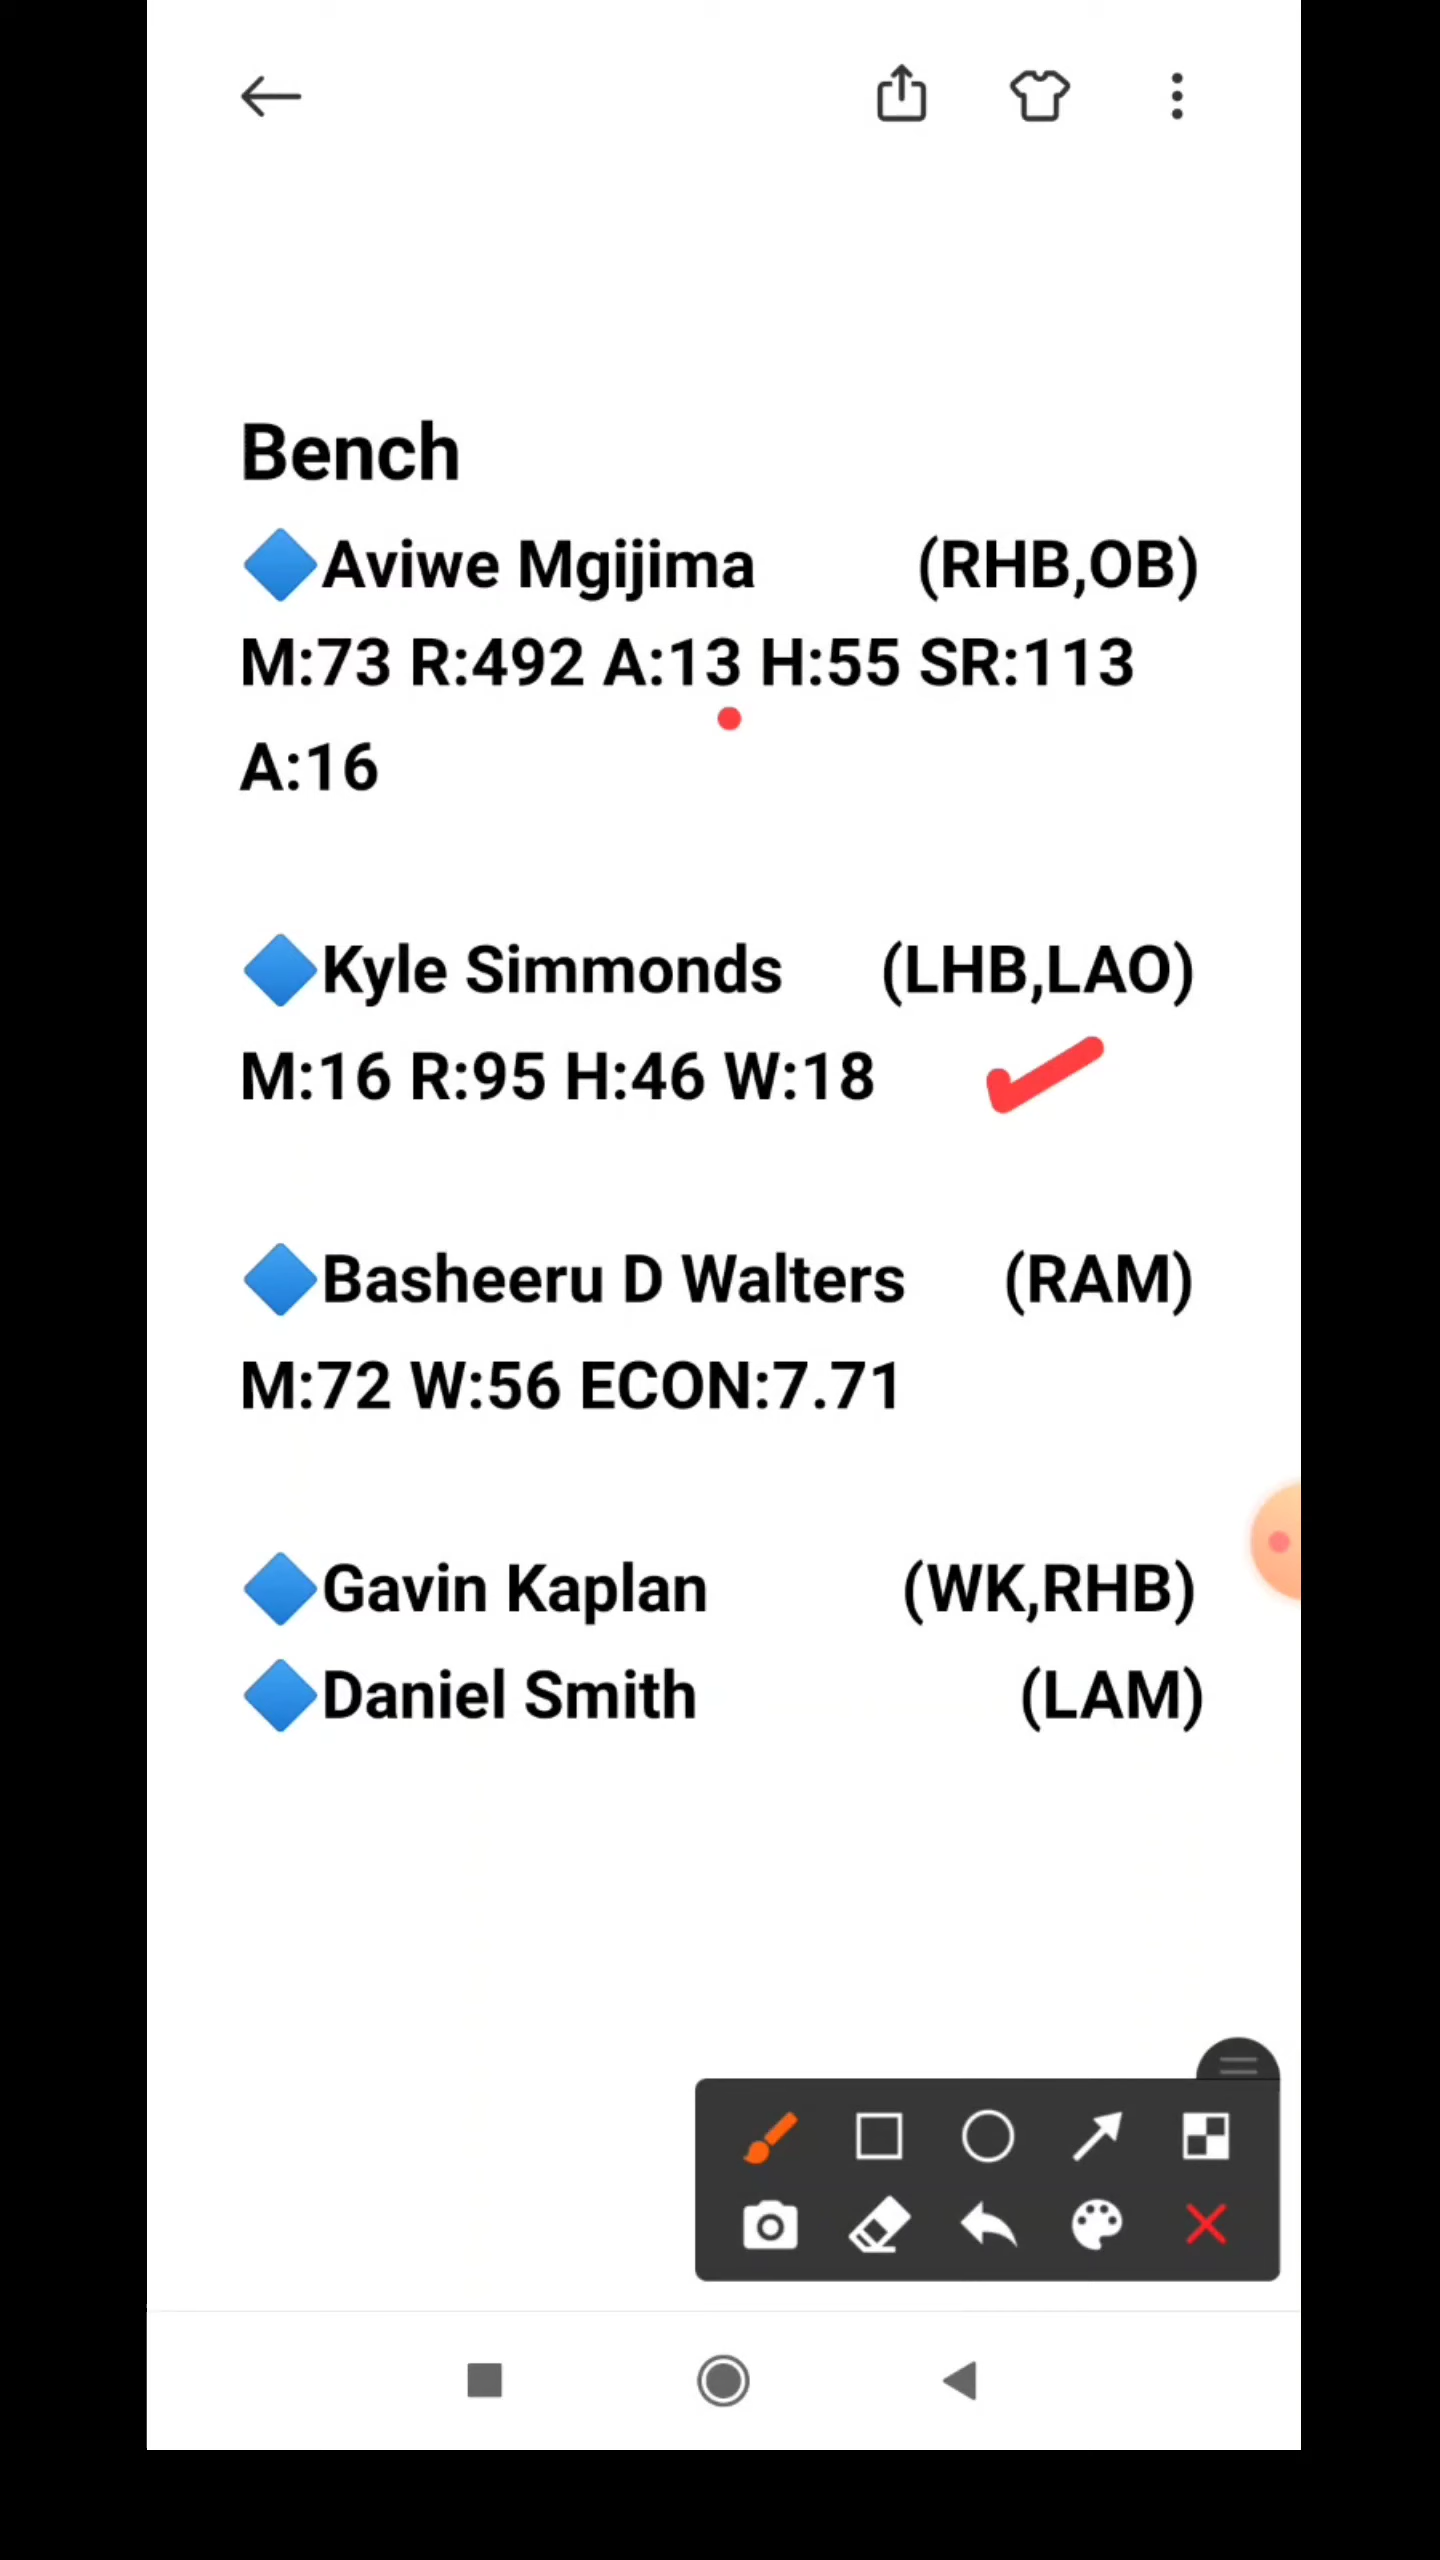 Bench
🔷Aviwe Mgijima (RHB,OB)
M:73 R:492 A:13 H:55 SR:113
A:16
🔷Kyle Simmonds (LHB,LAO)
M:16 R:95 H:46 W:18
🔷Basheeru D Walters (RAM)
M:72 W:56 ECON:7.71
🔷Gavin Kaplan (WK,RHB)
🔷Daniel Smith (LAM)